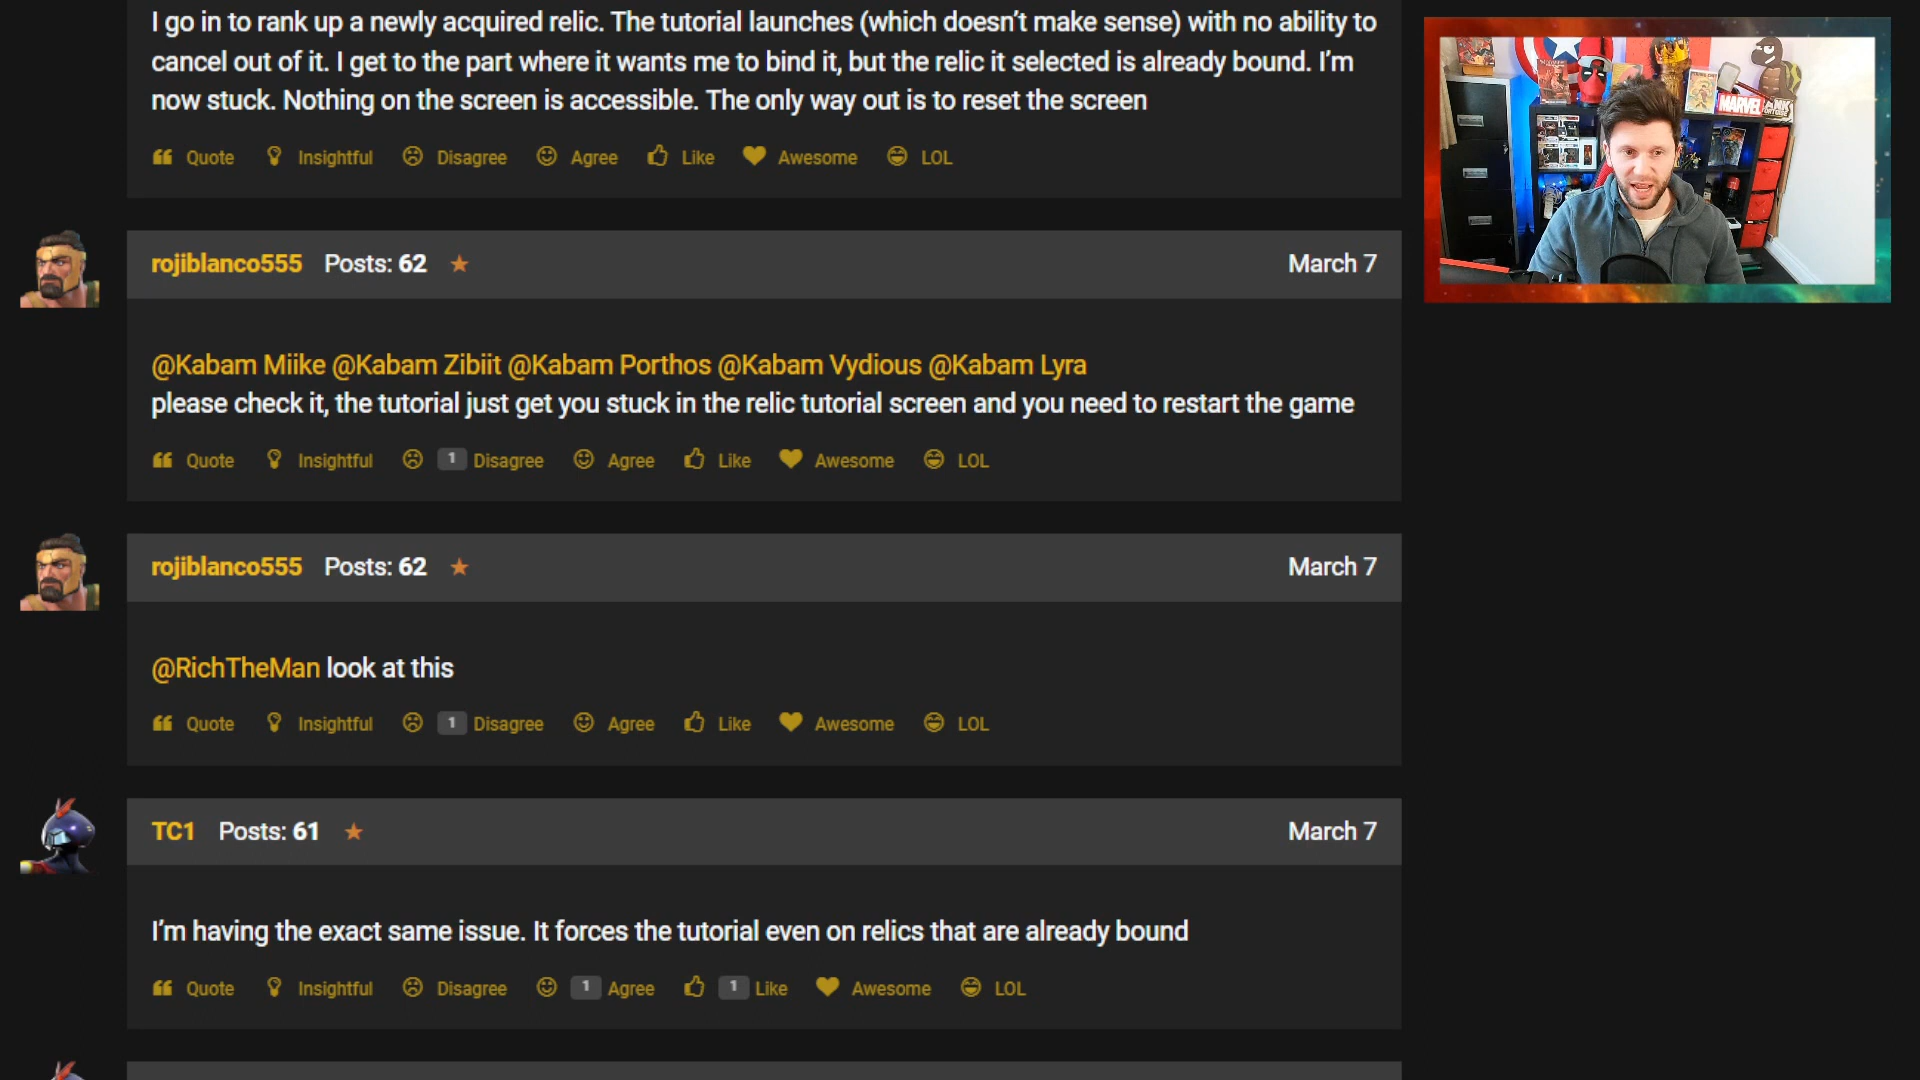 I go in to rank up a newly acquired relic. The tutorial launches (which doesn’t make sense) with no ability to
cancel out of it. I get to the part where it wants me to bind it, but the relic it selected is already bound. I’m
now stuck. Nothing on the screen is accessible. The only way out is to reset the screen
Quote Insightful Disagree Agree Like Awesome LOL
rojiblanco555 Posts: 62 March 7
@Kabam Miike @Kabam Zibiit @Kabam Porthos @Kabam Vydious @Kabam Lyra
please check it, the tutorial just get you stuck in the relic tutorial screen and you need to restart the game
Quote Insightful 1 Disagree Agree Like Awesome LOL
rojiblanco555 Posts: 62 March 7
@RichTheMan look at this
Quote Insightful 1 Disagree Agree Like Awesome LOL
TC1 Posts: 61 March 7
I’m having the exact same issue. It forces the tutorial even on relics that are already bound
Quote Insightful Disagree 1 Agree 1 Like Awesome LOL
MARVEL